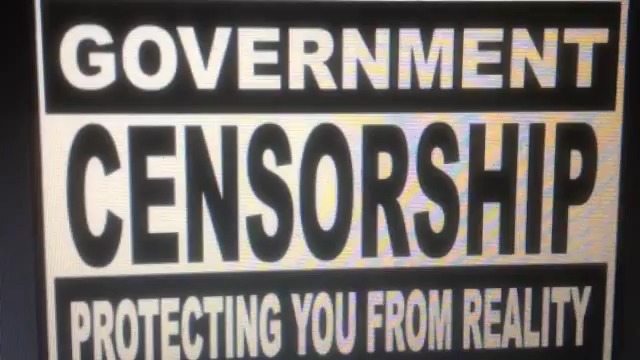 GOVERNMENT
CENSORSHIP
PROTECTING YOU FROM REALITY